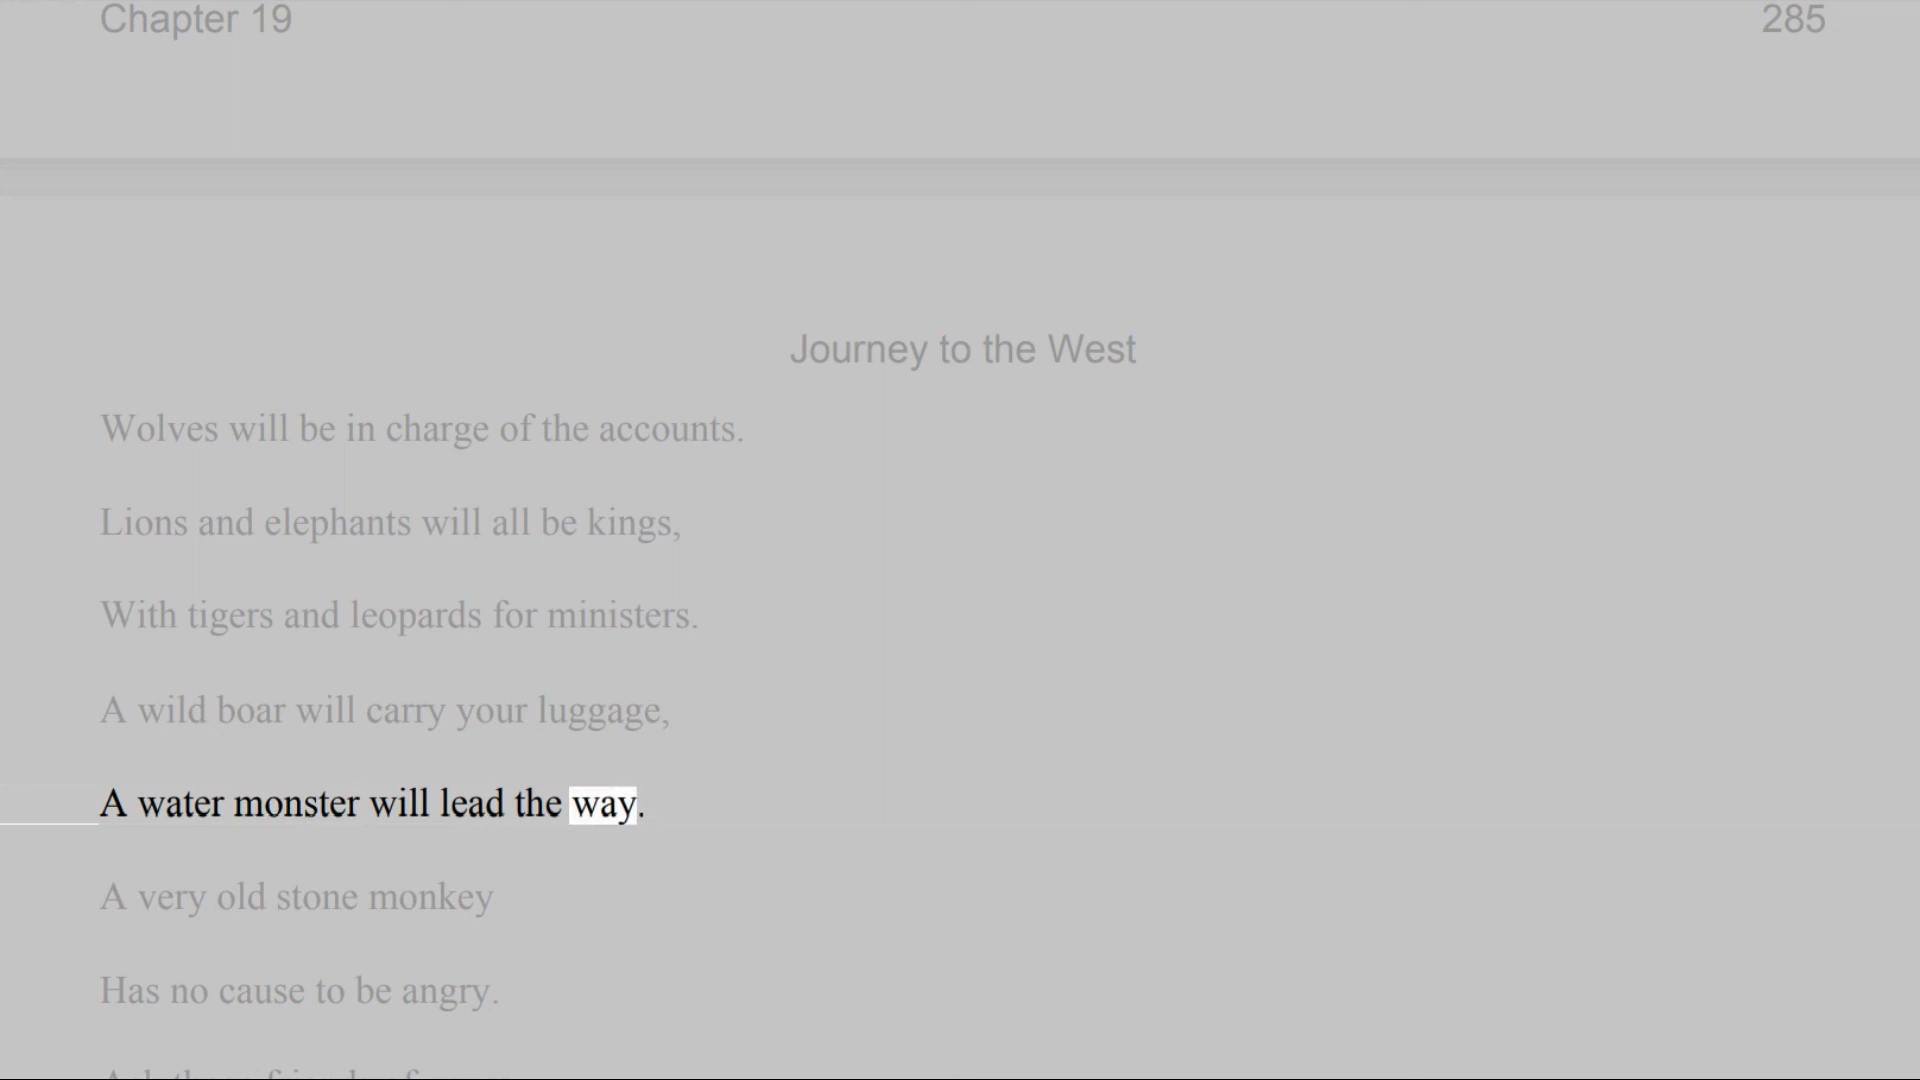 Chapter 19 285
Journey to the West
Wolves will be in charge of the accounts.
Lions and elephants will all be kings,
With tigers and leopards for ministers.
A wild boar will carry your luggage,
A water monster will lead the way.
A very old stone monkey
Has no cause to be angry.